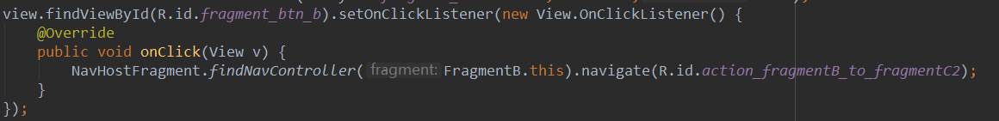 view.findViewById(R.id.fragment_btn_b).setOnClickListener(new View.OnClickListener() {
    @Override
    public void onClick(View v) {
        NavHostFragment.findNavController( fragment: FragmentB.this).navigate(R.id.action_fragmentB_to_fragmentC2);
    }
});